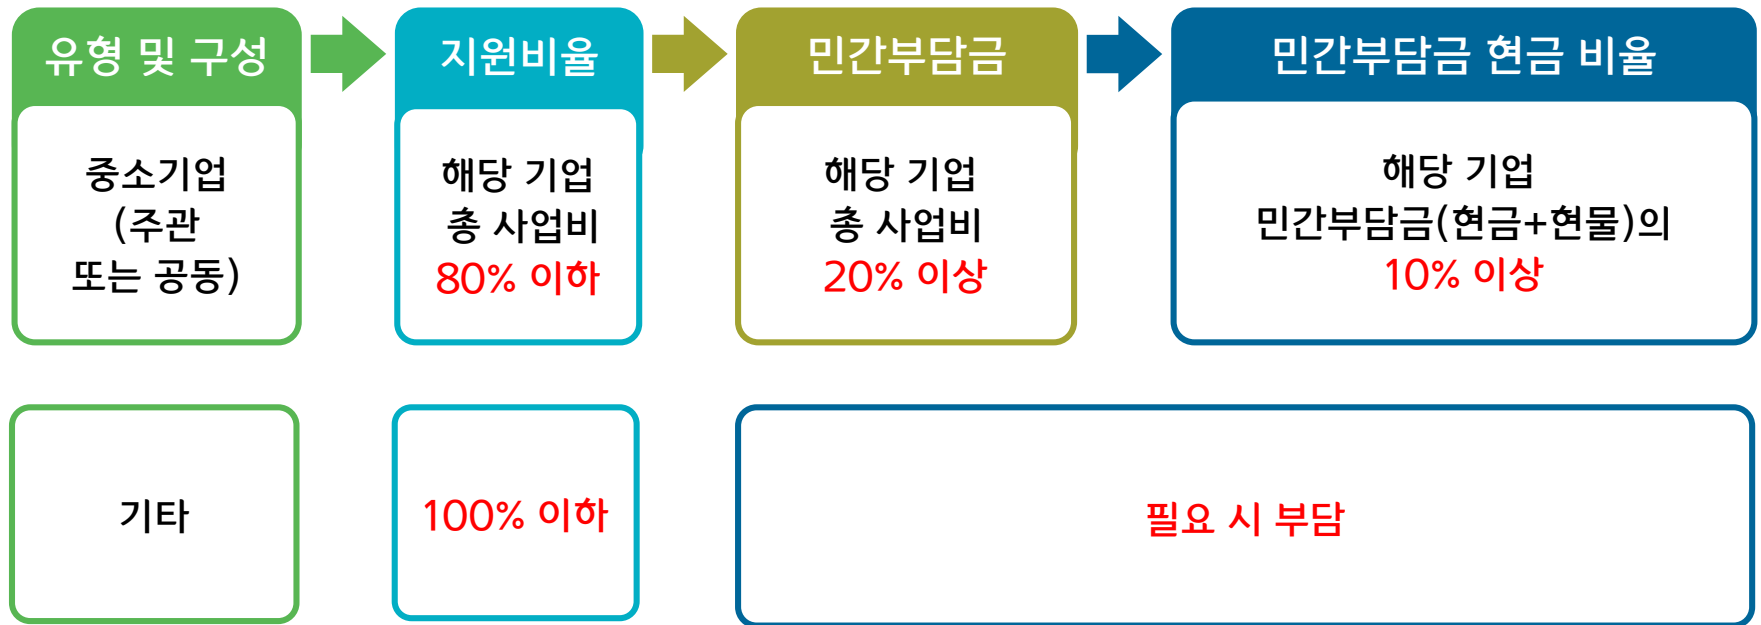 유형 및 구성
지원비율
민간부담금
민간부담금 현금 비율
중소기업
(주관
또는 공동)
해당 기업
총 사업비
80% 이하
해당 기업
총 사업비
20% 이상
해당 기업
민간부담금(현금+현물)의
10% 이상
기타
100% 이하
필요 시 부담